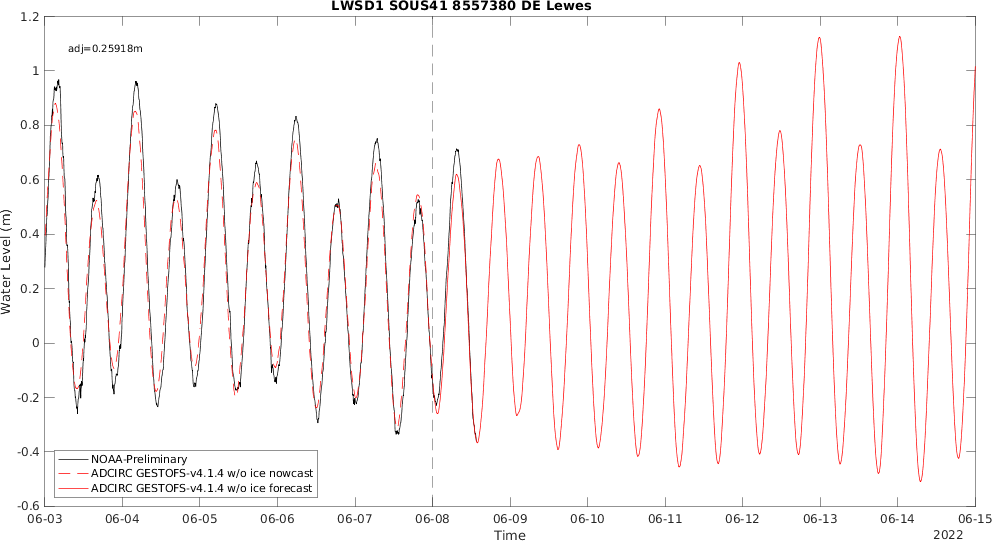 LWSD1 SOUS41 8557380 DE Lewes
adj=0.25918m
Water Level (m)
1.2
1
0.8
0.6
0.4
0.2
0
-0.2
-0.4
-0.6
NOAA-Preliminary
ADCIRC GESTOFS-v4.1.4 w/o ice nowcast
ADCIRC GESTOFS-v4.1.4 w/o ice forecast
06-03 06-04 06-05 06-06 06-07 06-08 06-09 06-10 06-11 06-12 06-13 06-14 06-15
Time
2022